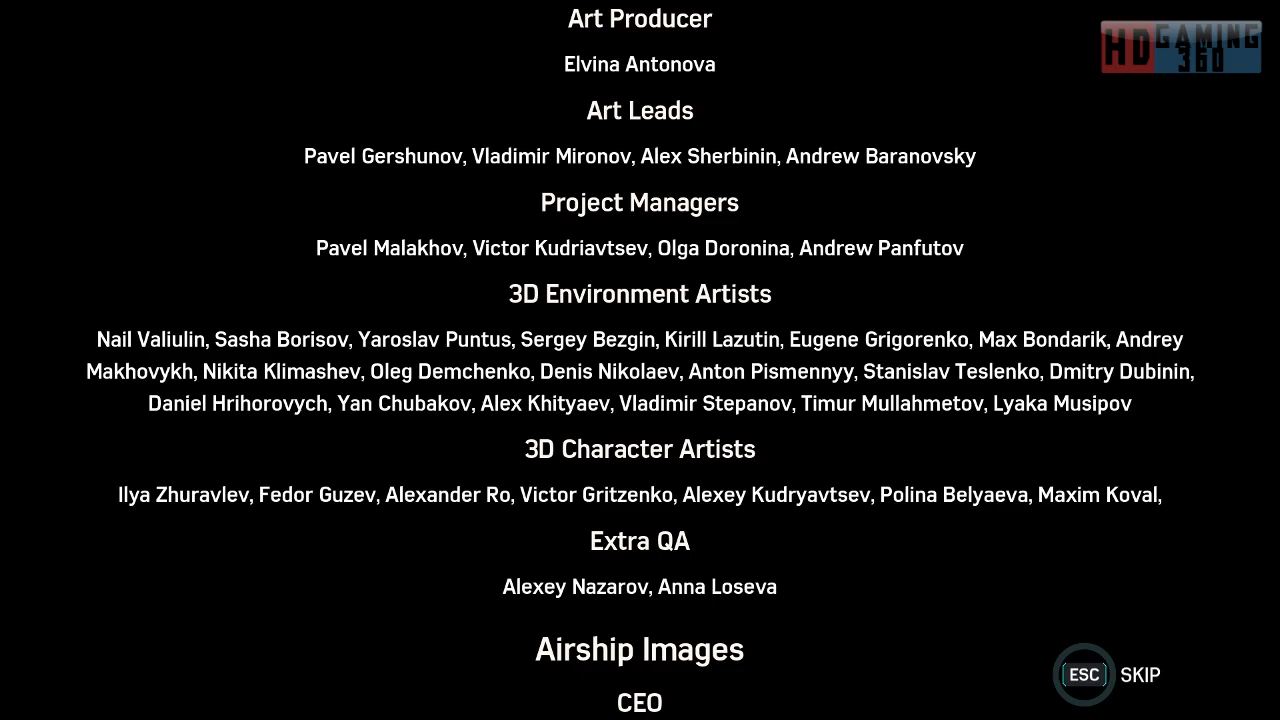 Art Producer
HD GAMING 360
Elvina Antonova
Art Leads
Pavel Gershunov, Vladimir Mironov, Alex Sherbinin, Andrew Baranovsky
Project Managers
Pavel Malakhov, Victor Kudriavtsev, Olga Doronina, Andrew Panfutov
3D Environment Artists
Nail Valiulin, Sasha Borisov, Yaroslav Puntus, Sergey Bezgin, Kirill Lazutin, Eugene Grigorenko, Max Bondarik, Andrey
Makhovykh, Nikita Klimashev, Oleg Demchenko, Denis Nikolaev, Anton Pismennyy, Stanislav Teslenko, Dmitry Dubinin,
Daniel Hrihorovych, Yan Chubakov, Alex Khityaev, Vladimir Stepanov, Timur Mullahmetov, Lyaka Musipov
3D Character Artists
Ilya Zhuravlev, Fedor Guzev, Alexander Ro, Victor Gritzenko, Alexey Kudryavtsev, Polina Belyaeva, Maxim Koval,
Extra QA
Alexey Nazarov, Anna Loseva
Airship Images
ESC SKIP
CEO